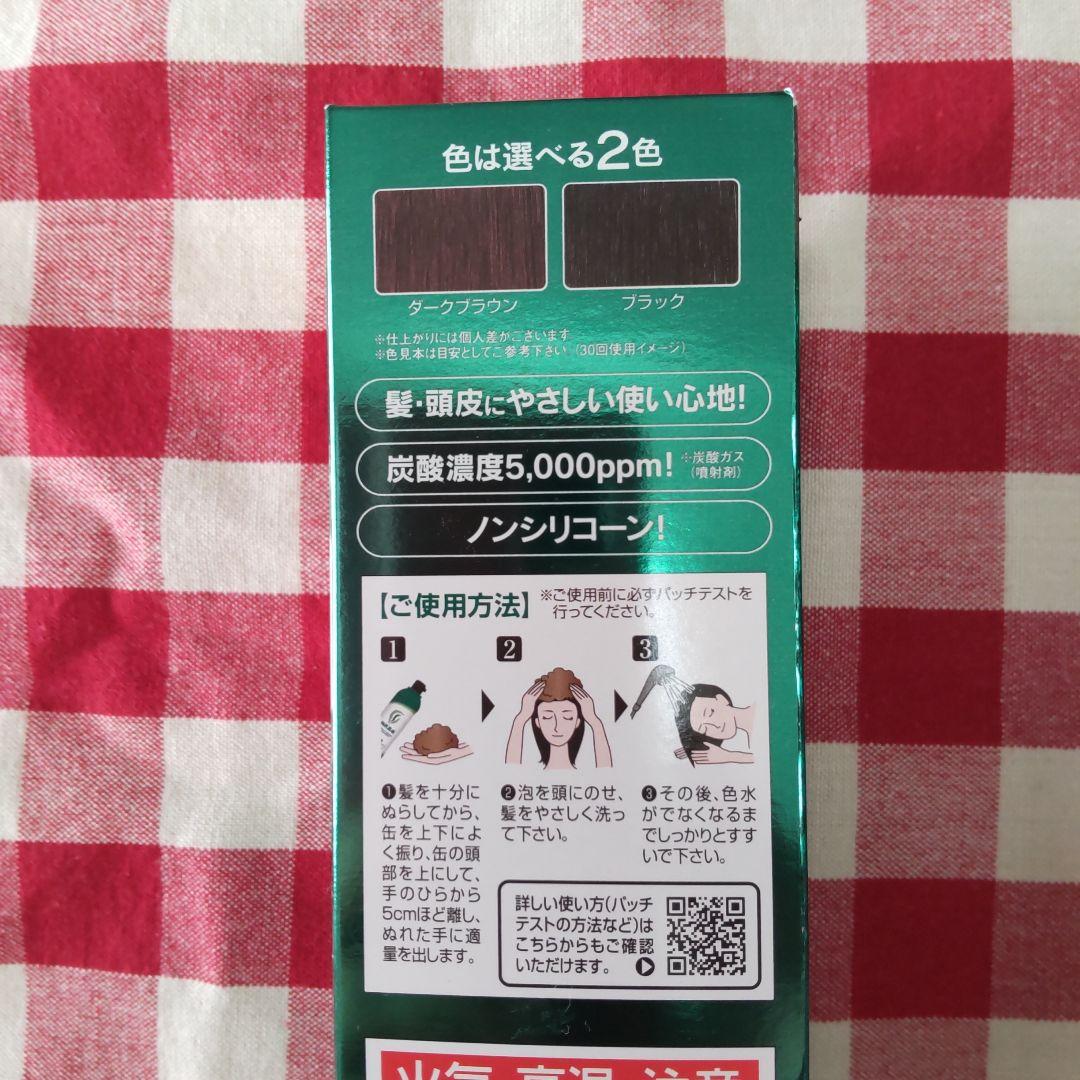 色は選べる2色
ダークブラウン
ブラック
※仕上がりには個人差がございます
※色見本は目安としてご参考下さい（30回使用イメージ）
髪・頭皮にやさしい使い心地!
炭酸濃度5,000ppm!
※炭酸ガス
（噴射剤）
ノンシリコーン!
【ご使用方法】
※ご使用前に必ずパッチテストを
行ってください。
1
2
3
❶髪を十分に
ぬらしてから、
缶を上下によ
く振り、缶の頭
部を上にして、
手のひらから
5cmほど離し、
ぬれた手に適
量を出します。
❷泡を頭にのせ、
髪をやさしく洗っ
て下さい。
❸その後、色水
がでなくなるま
でしっかりとすす
いで下さい。
詳しい使い方（パッチ
テストの方法など）は
こちらからもご確認
いただけます。
火気 高温 注意